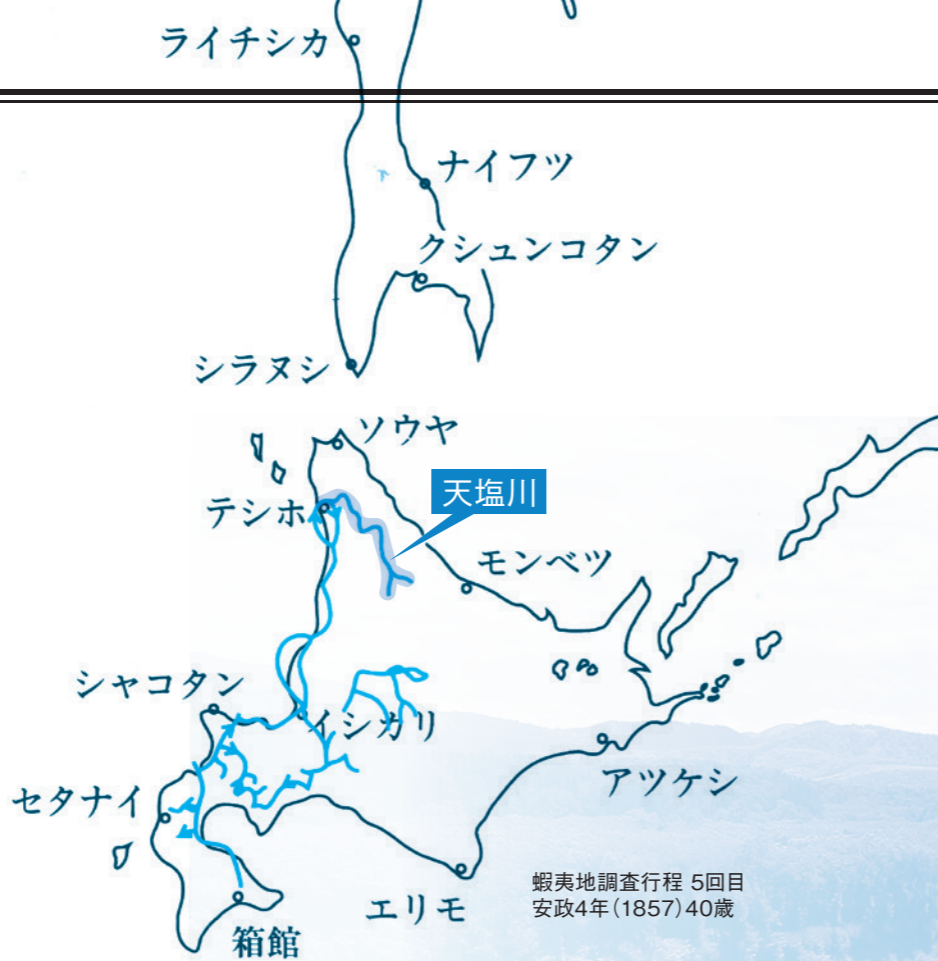 ライチシカ
ナイフツ
クシュンコタン
シラヌシ
ソウヤ
テシホ
天塩川
モンベツ
シャコタン
イシカリ
アツケシ
セタナイ
エリモ
箱館
蝦夷地調査行程 5回目
安政4年(1857)40歳